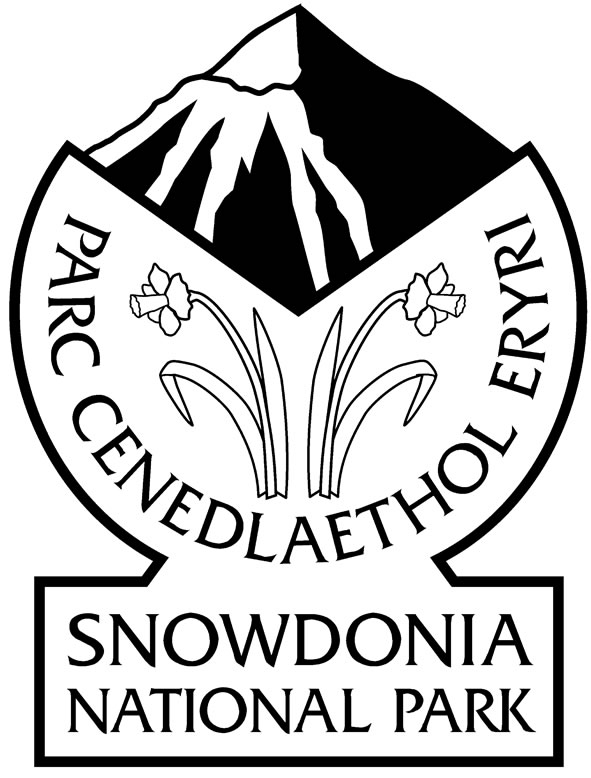 PARC CENEDLAETHOL ERYRI
SNOWDONIA
NATIONAL PARK